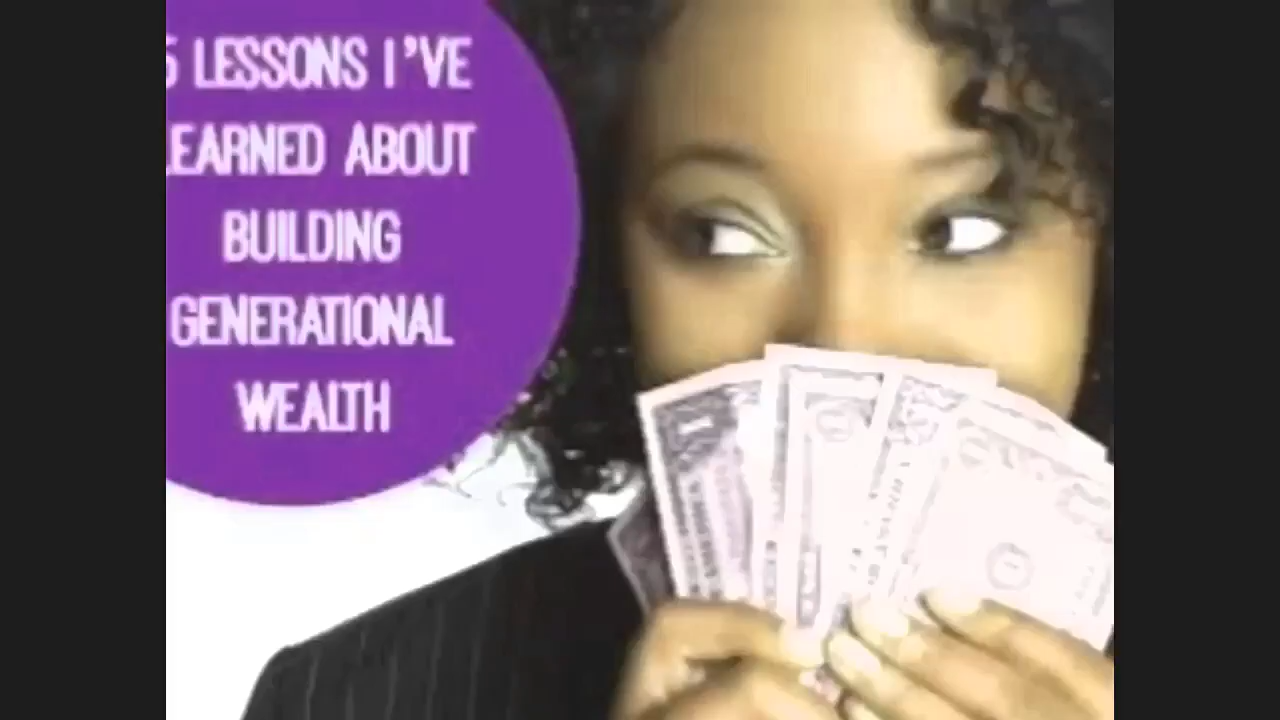 5 LESSONS I'VE
LEARNED ABOUT
BUILDING
GENERATIONAL
WEALTH